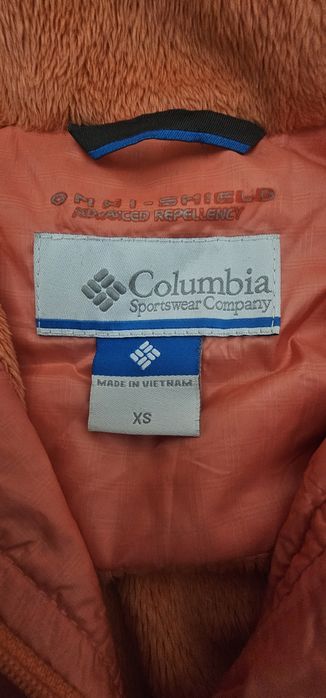 OMNI-SHIELD
ADVANCED REPELLENCY
Columbia
Sportswear Company
MADE IN VIETNAM
XS